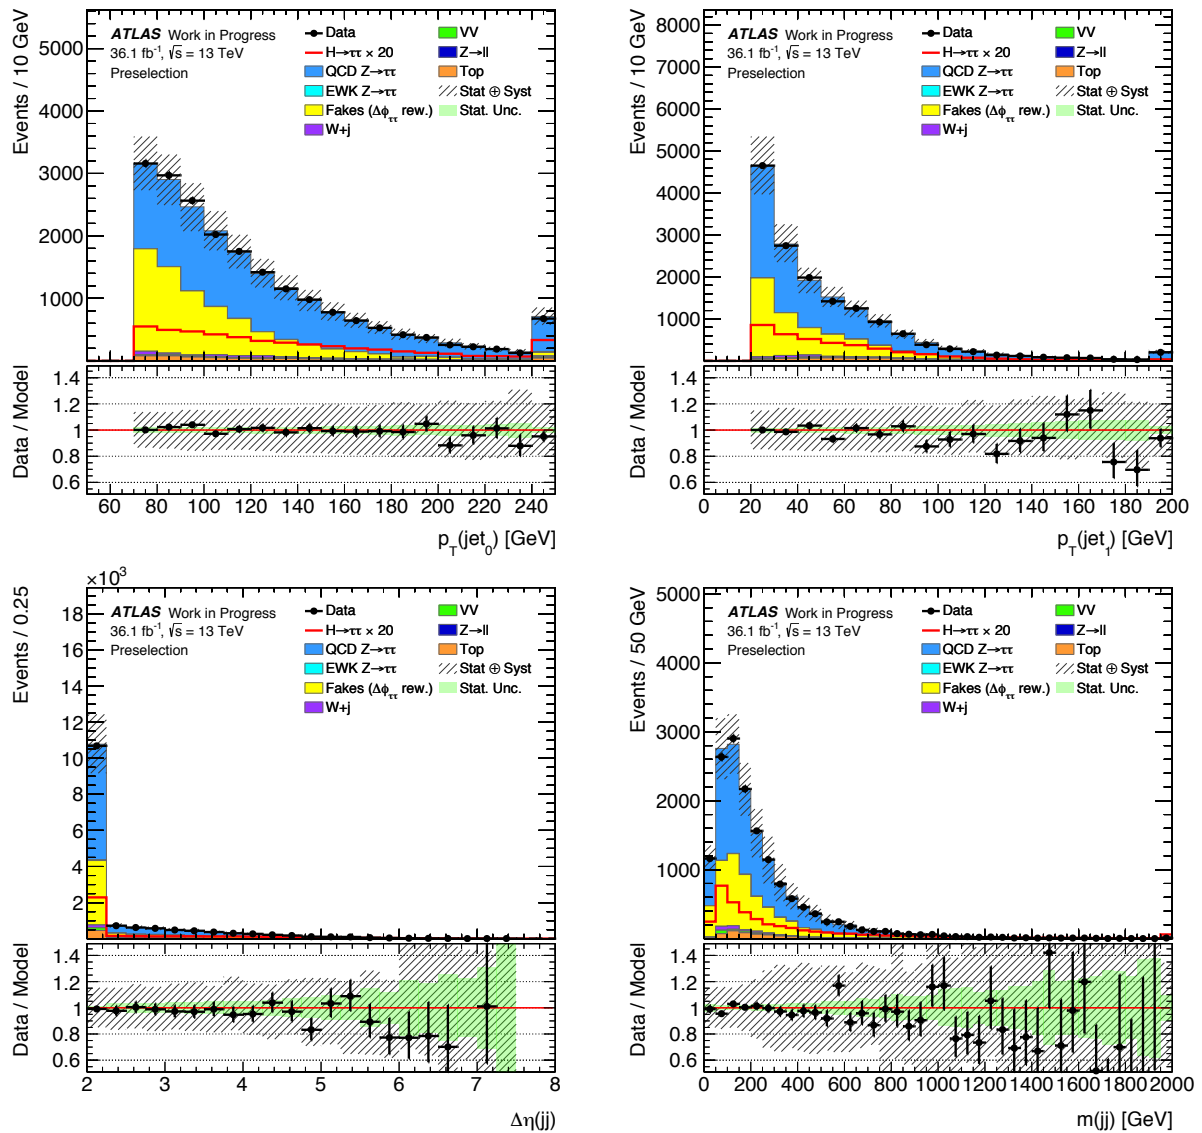 Events / 10 GeV
5000
4000
3000
2000
1000
ATLAS Work in Progress
36.1 fb⁻¹, √s = 13 TeV
Preselection
Data
H→ττ × 20
QCD Z→ττ
EWK Z→ττ
Fakes (Δϕ_ττ rew.)
W+j
VV
Z→ll
Top
Stat ⊕ Syst
Stat. Unc.
Data / Model
1.4
1.2
1
0.8
0.6
60 80 100 120 140 160 180 200 220 240
p_T(jet_0) [GeV]
Events / 10 GeV
8000
7000
6000
5000
4000
3000
2000
1000
ATLAS Work in Progress
36.1 fb⁻¹, √s = 13 TeV
Preselection
Data
H→ττ × 20
QCD Z→ττ
EWK Z→ττ
Fakes (Δϕ_ττ rew.)
W+j
VV
Z→ll
Top
Stat ⊕ Syst
Stat. Unc.
Data / Model
1.4
1.2
1
0.8
0.6
0 20 40 60 80 100 120 140 160 180 200
p_T(jet_1) [GeV]
×10³
Events / 0.25
18
16
14
12
10
8
6
4
2
ATLAS Work in Progress
36.1 fb⁻¹, √s = 13 TeV
Preselection
Data
H→ττ × 20
QCD Z→ττ
EWK Z→ττ
Fakes (Δϕ_ττ rew.)
W+j
VV
Z→ll
Top
Stat ⊕ Syst
Stat. Unc.
Data / Model
1.4
1.2
1
0.8
0.6
2 3 4 5 6 7 8
Δη(jj)
Events / 50 GeV
5000
4000
3000
2000
1000
ATLAS Work in Progress
36.1 fb⁻¹, √s = 13 TeV
Preselection
Data
H→ττ × 20
QCD Z→ττ
EWK Z→ττ
Fakes (Δϕ_ττ rew.)
W+j
VV
Z→ll
Top
Stat ⊕ Syst
Stat. Unc.
Data / Model
1.4
1.2
1
0.8
0.6
0 200 400 600 800 1000 1200 1400 1600 1800 2000
m(jj) [GeV]